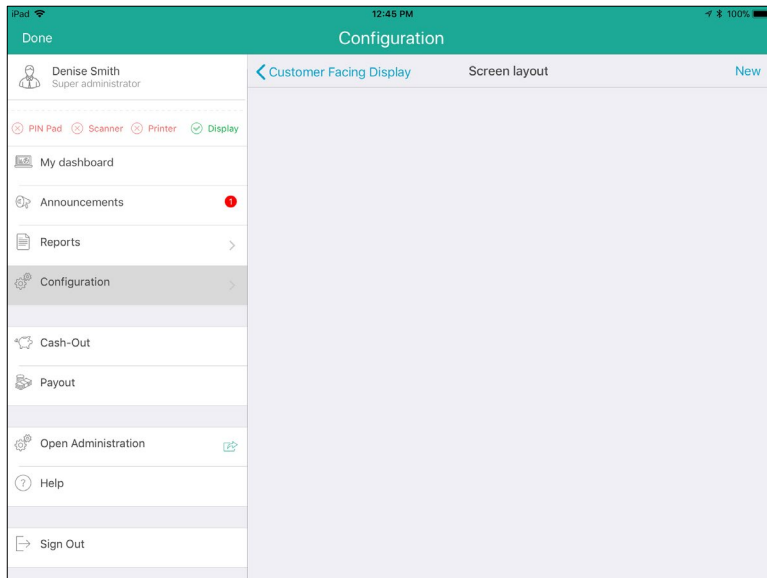 iPad 12:45 PM 100%
Done Configuration
Denise Smith
Super administrator
Customer Facing Display Screen layout New
PIN Pad Scanner Printer Display
My dashboard
Announcements 1
Reports
Configuration
Cash-Out
Payout
Open Administration
? Help
Sign Out